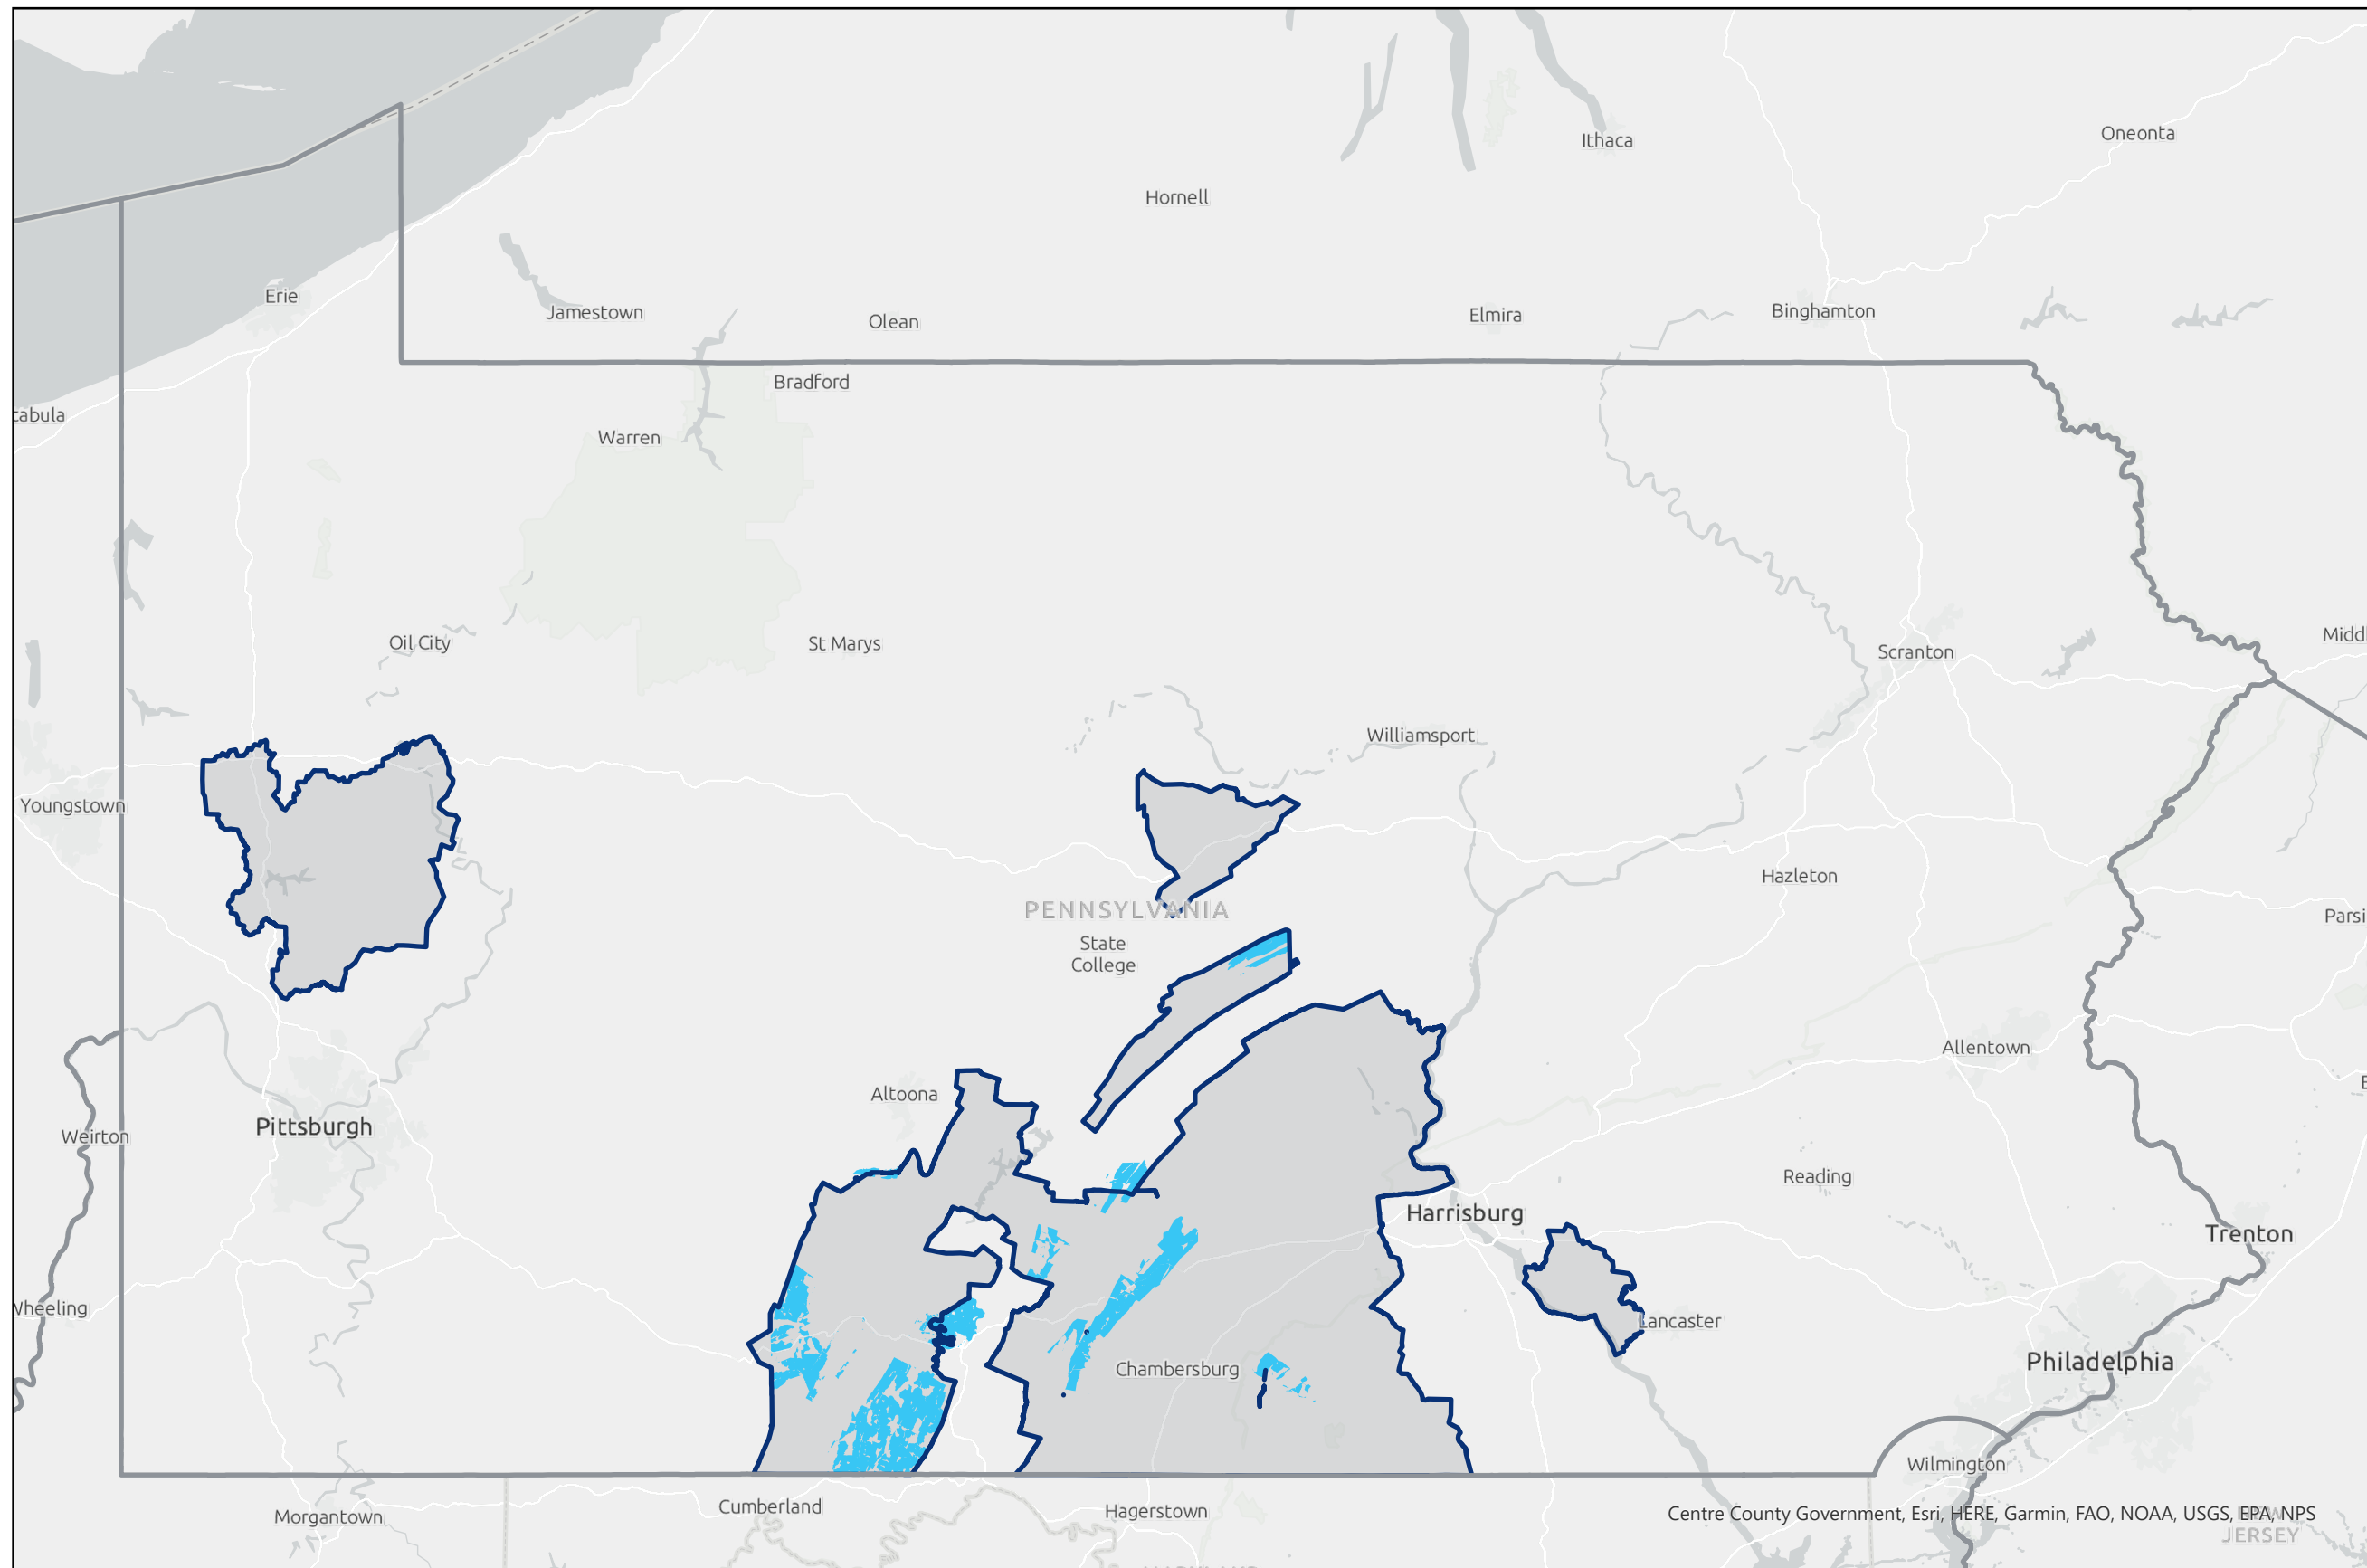 Ithaca
Oneonta
Hornell
Erie
Jamestown
Olean
Elmira
Binghamton
Bradford
tabula
Warren
Oil City
St Marys
Scranton
Middl
Williamsport
Youngstown
Hazleton
PENNSYLVANIA
Parsi
State
College
Allentown
Altoona
Pittsburgh
Weirton
Reading
Harrisburg
Trenton
Wheeling
Lancaster
Chambersburg
Philadelphia
Wilmington
Cumberland
Hagerstown
Morgantown
Centre County Government, Esri, HERE, Garmin, FAO, NOAA, USGS, EPA, NPS
NEW
JERSEY